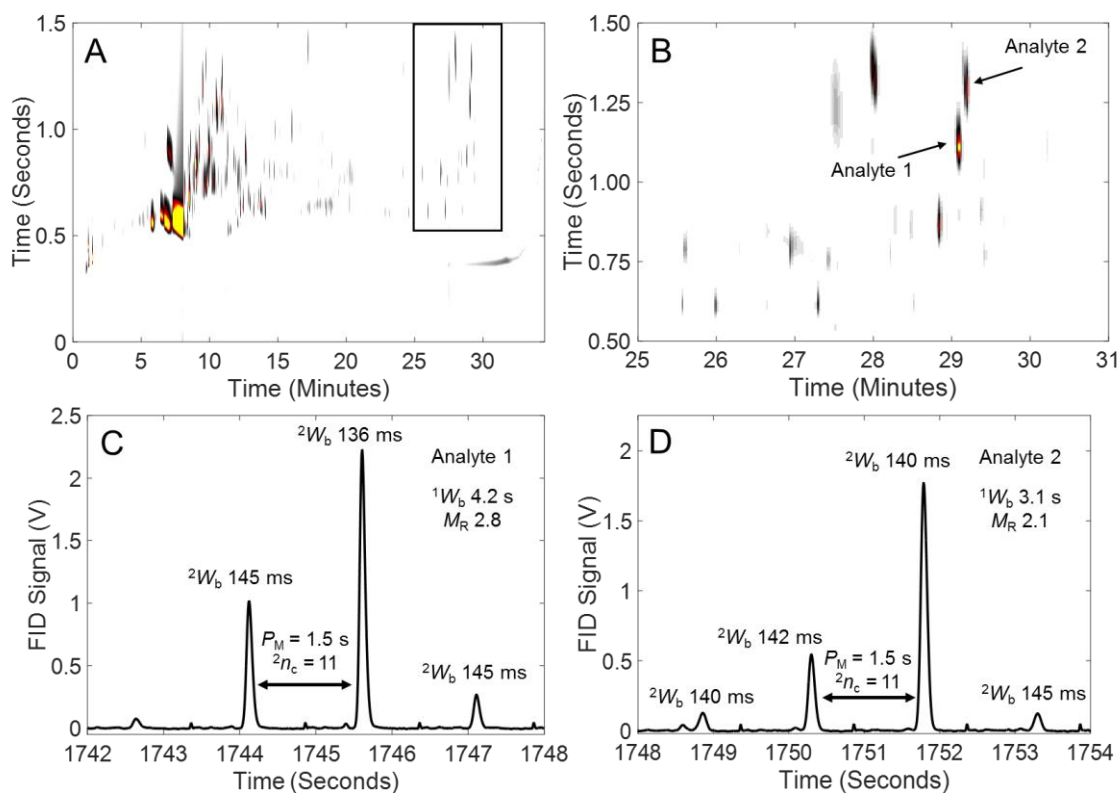 A
Time (Seconds)
1.5
1.0
0.5
0
0 5 10 15 20 25 30
Time (Minutes)
B
Time (Seconds)
1.50
1.25
1.00
0.75
0.50
Analyte 2
Analyte 1
25 26 27 28 29 30 31
Time (Minutes)
C
FID Signal (V)
2.5
2
1.5
1
0.5
0
²Wb 136 ms
Analyte 1
¹Wb 4.2 s
MR 2.8
²Wb 145 ms
PM = 1.5 s
²nc = 11
²Wb 145 ms
1742 1743 1744 1745 1746 1747 1748
Time (Seconds)
D
FID Signal (V)
2
1.5
1
0.5
0
²Wb 140 ms
Analyte 2
¹Wb 3.1 s
MR 2.1
²Wb 142 ms
PM = 1.5 s
²nc = 11
²Wb 140 ms
²Wb 145 ms
1748 1749 1750 1751 1752 1753 1754
Time (Seconds)